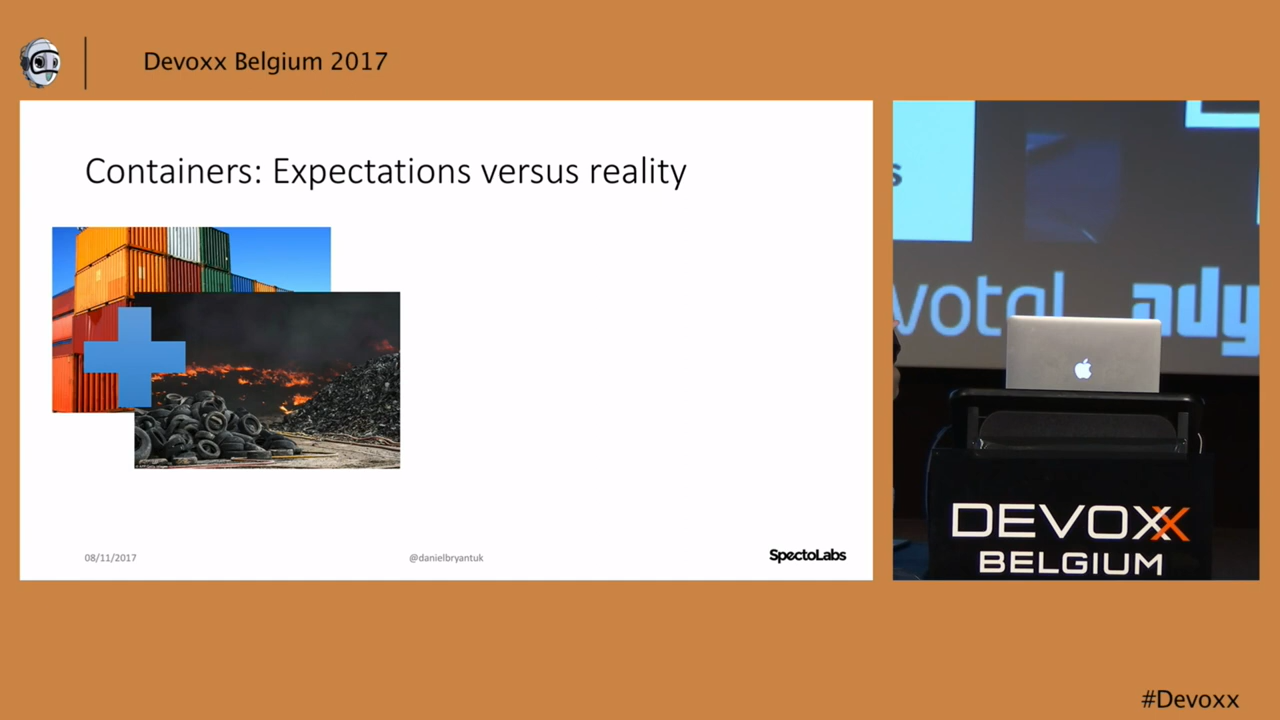 Devoxx Belgium 2017
Containers: Expectations versus reality
08/11/2017
@danielbryantuk
SpectoLabs
votal
ady
DEVOXX
BELGIUM
#Devoxx